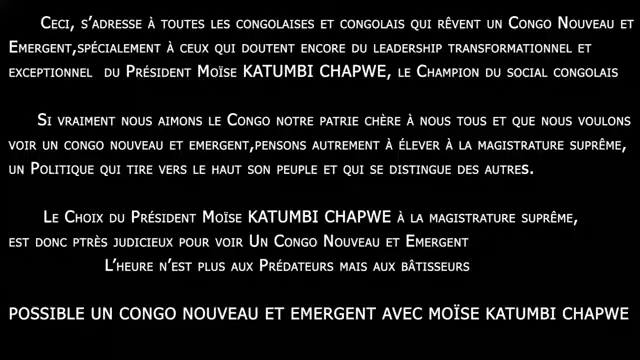 Ceci, s'adresse à toutes les congolaises et congolais qui rêvent un Congo Nouveau et
Emergent,spécialement à ceux qui doutent encore du leadership transformationnel et
exceptionnel du Président Moïse KATUMBI CHAPWE, le Champion du social congolais
Si vraiment nous aimons le Congo notre patrie chère à nous tous et que nous voulons
voir un congo nouveau et emergent,pensons autrement à élever à la magistrature suprême,
un Politique qui tire vers le haut son peuple et qui se distingue des autres.
Le Choix du Président Moïse KATUMBI CHAPWE à la magistrature suprême,
est donc ptrès judicieux pour voir Un Congo Nouveau et Emergent
L'heure n'est plus aux Prédateurs mais aux bâtisseurs
POSSIBLE UN CONGO NOUVEAU ET EMERGENT AVEC MOÏSE KATUMBI CHAPWE